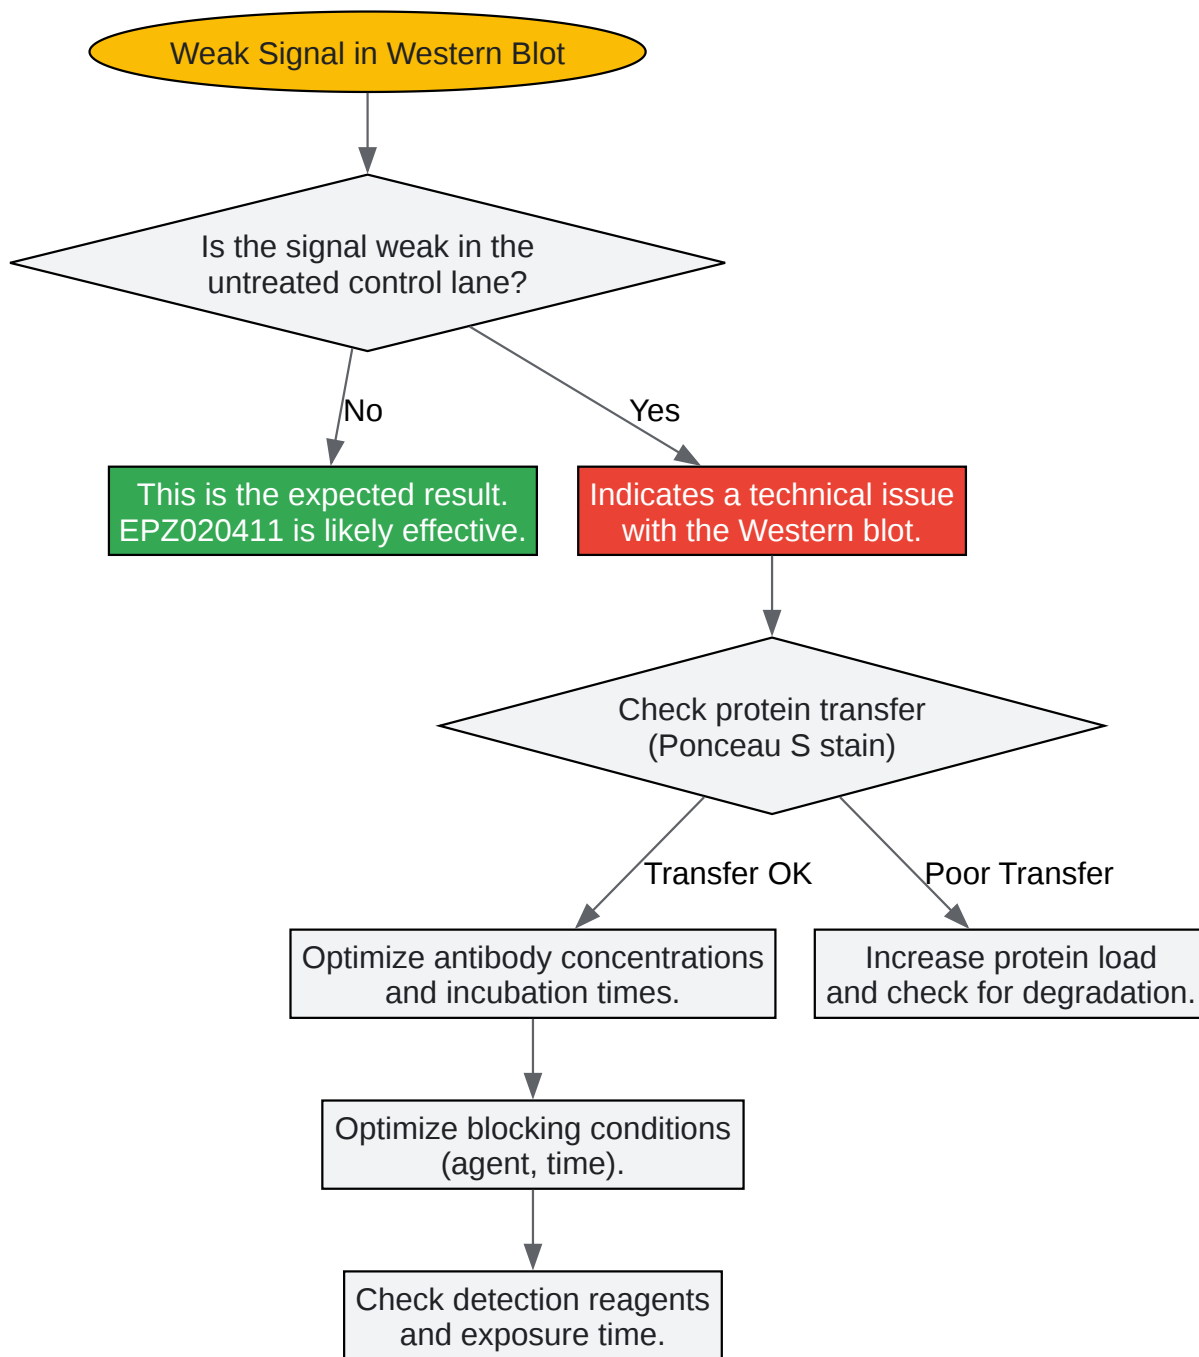 Weak Signal in Western Blot
Is the signal weak in the
untreated control lane?
No
Yes
This is the expected result.
EPZ020411 is likely effective.
Indicates a technical issue
with the Western blot.
Check protein transfer
(Ponceau S stain)
Transfer OK
Poor Transfer
Optimize antibody concentrations
and incubation times.
Increase protein load
and check for degradation.
Optimize blocking conditions
(agent, time).
Check detection reagents
and exposure time.